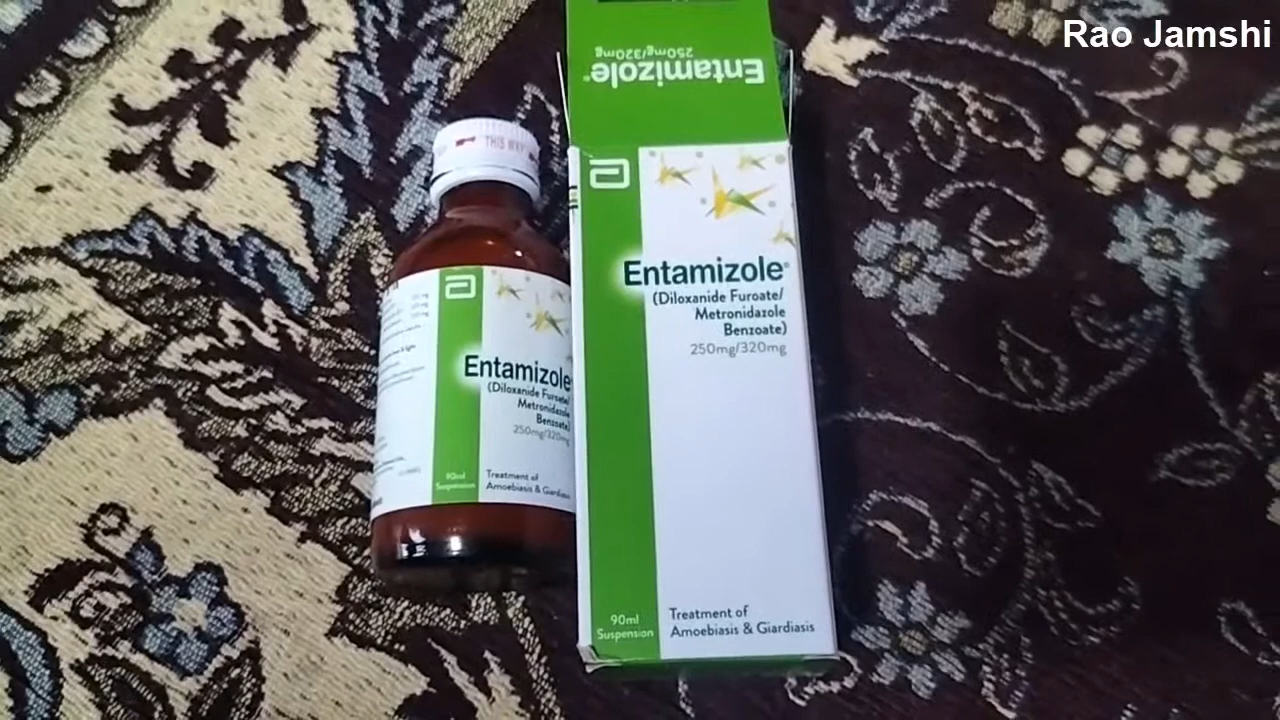 Rao Jamshi
Entamizole®
250mg/320mg
THIS WAY
Entamizole®
(Diloxanide Furoate/
Metronidazole
Benzoate)
250mg/320mg
90ml
Suspension
Treatment of
Amoebiasis & Giardiasis
Entamizole
(Diloxanide Furoate/
Metronidazole
Benzoate)
250mg/320mg
90ml
Suspension
Treatment of
Amoebiasis & Giardiasis